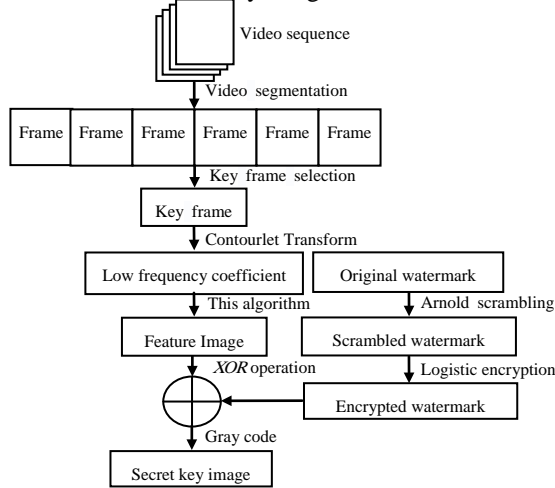 Video sequence
Video segmentation
Frame Frame Frame Frame Frame Frame
Key frame selection
Key frame
Contourlet Transform
Low frequency coefficient
Original watermark
This algorithm
Arnold scrambling
Feature Image
Scrambled watermark
XOR operation
Logistic encryption
Encrypted watermark
Gray code
Secret key image